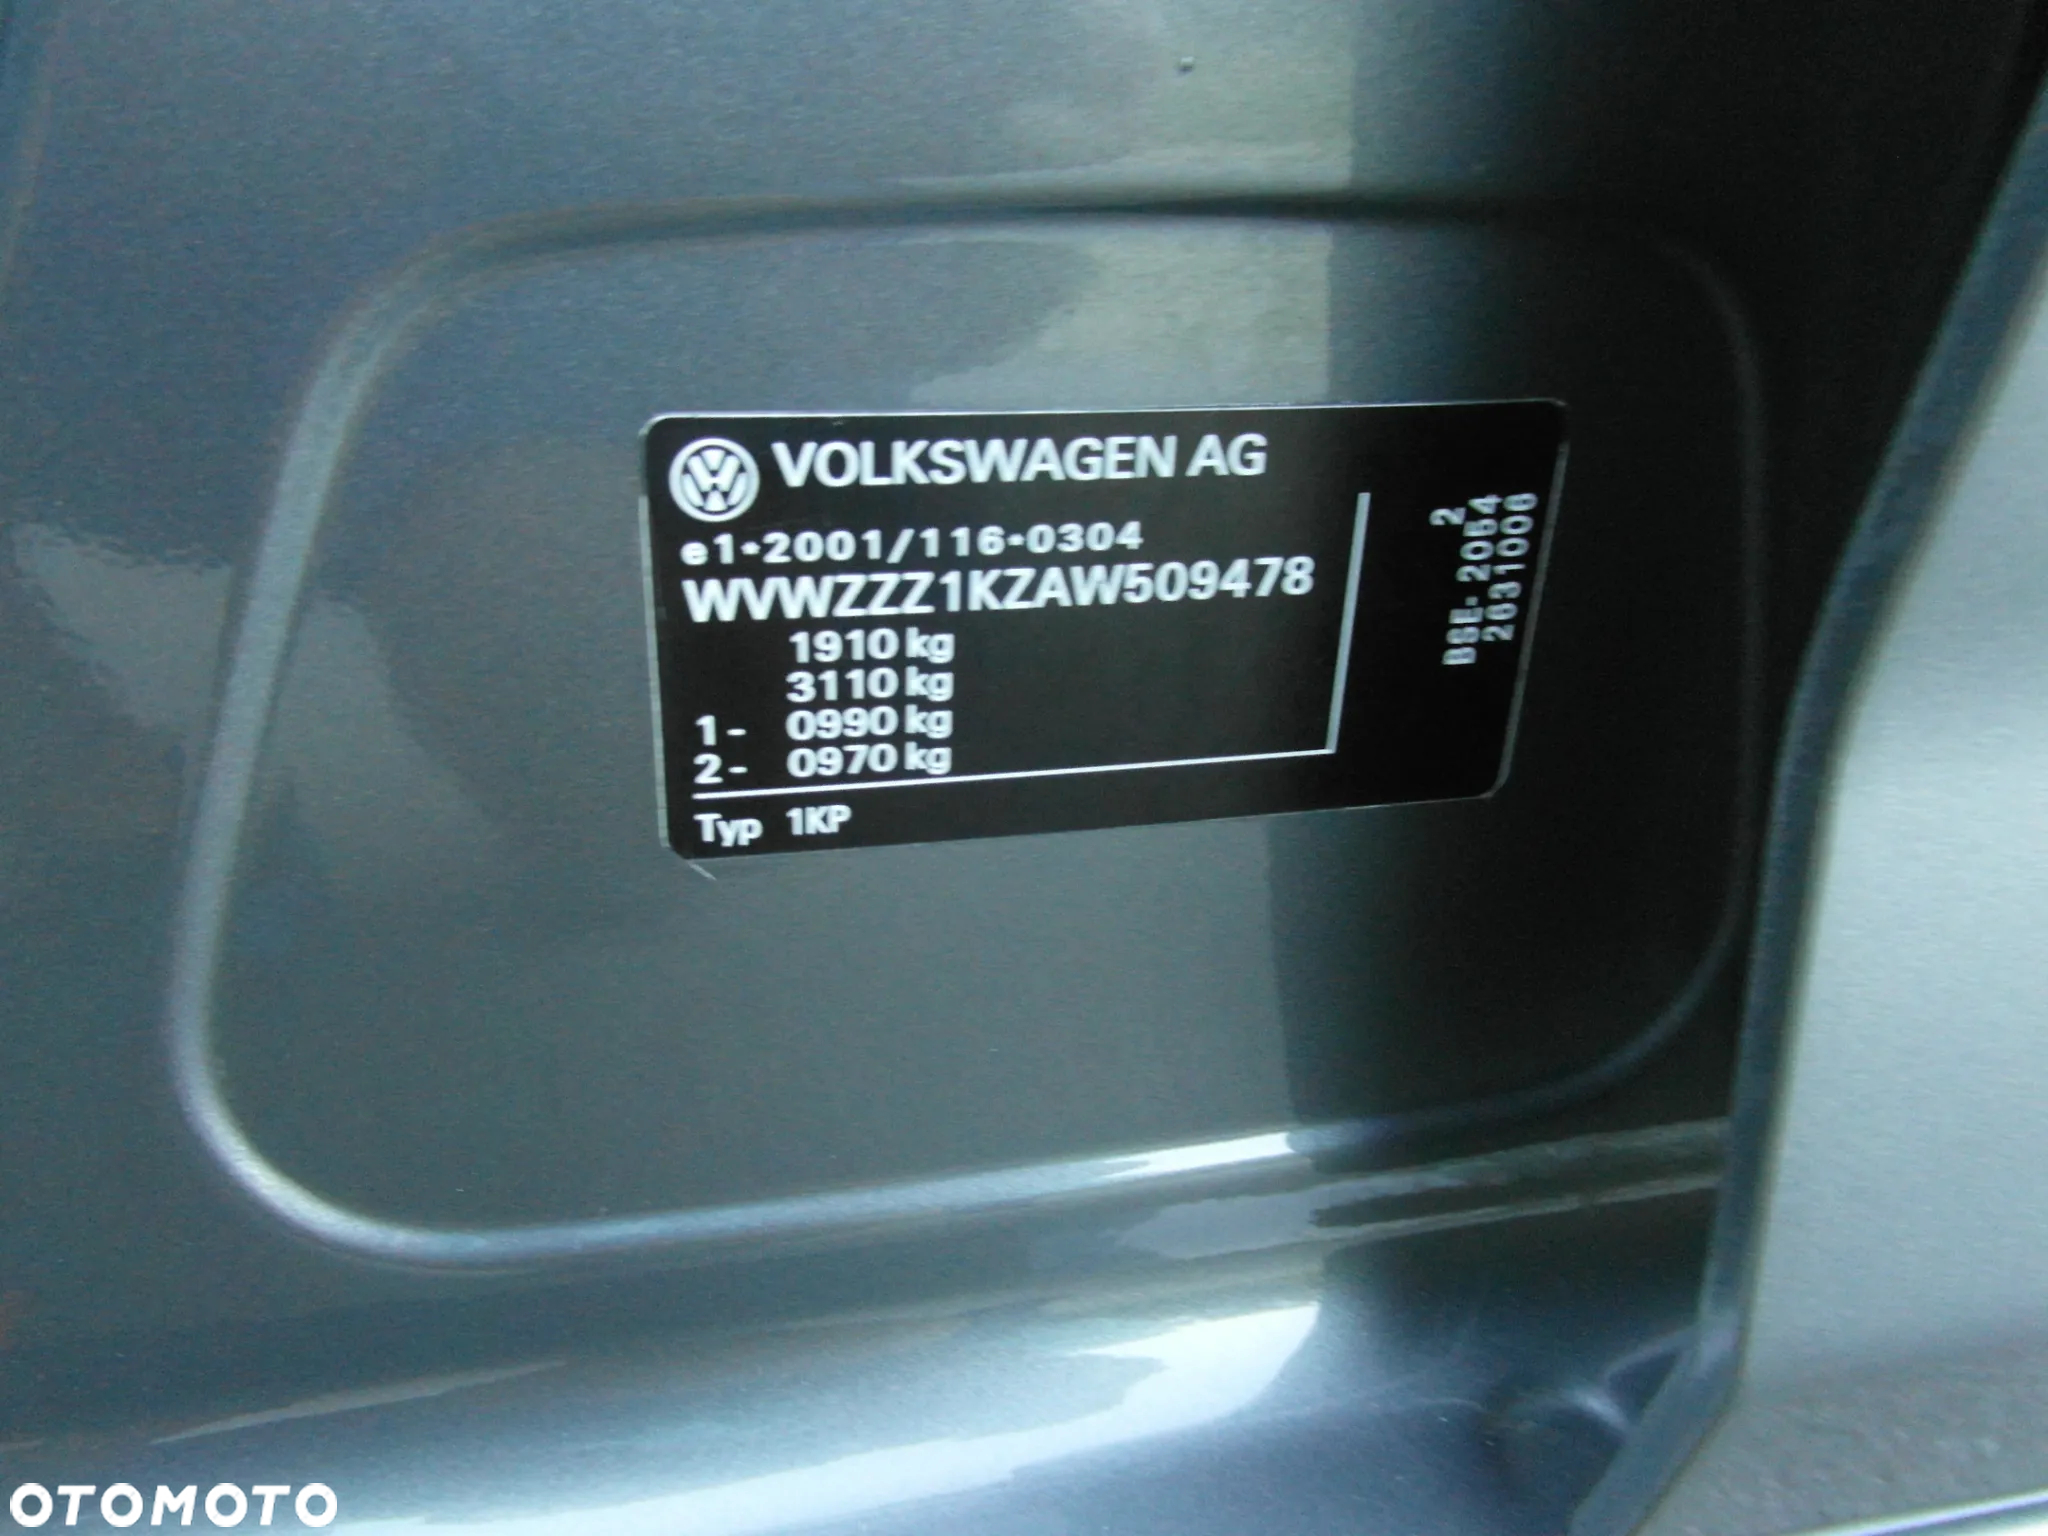 VOLKSWAGEN AG
e1*2001/116*0304
WVWZZZ1KZAW509478
1910 kg
3110 kg
1- 0990 kg
2- 0970 kg
Typ 1KP
2
BSE- 2054
2631006
OTOMOTO